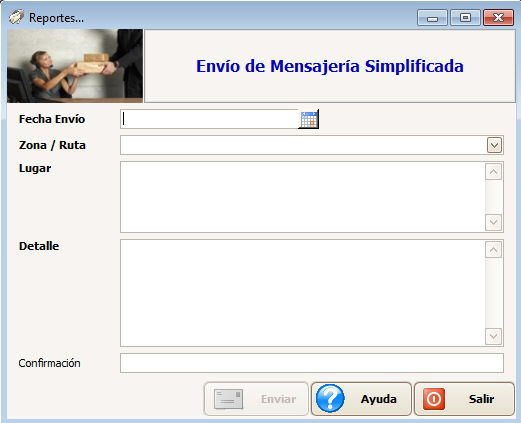 Reportes...
Envío de Mensajería Simplificada
Fecha Envío
Zona / Ruta
Lugar
Detalle
Confirmación
Enviar
Ayuda
Salir